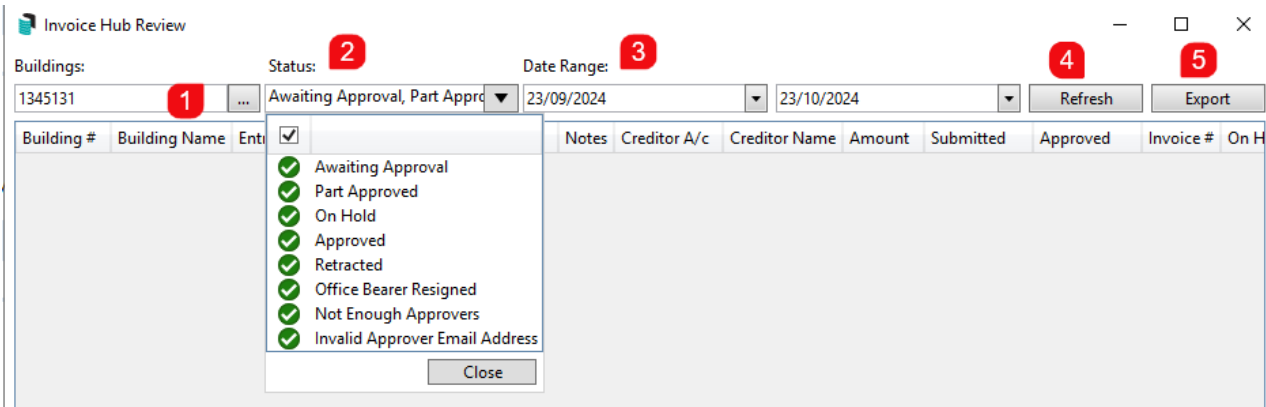 Invoice Hub Review
Buildings: Status: 2 Date Range: 3 4 5
1345131 1 ... Awaiting Approval, Part Appro 23/09/2024 23/10/2024 Refresh Export
Building # Building Name Entr Notes Creditor A/c Creditor Name Amount Submitted Approved Invoice # On H
Awaiting Approval
Part Approved
On Hold
Approved
Retracted
Office Bearer Resigned
Not Enough Approvers
Invalid Approver Email Address
Close